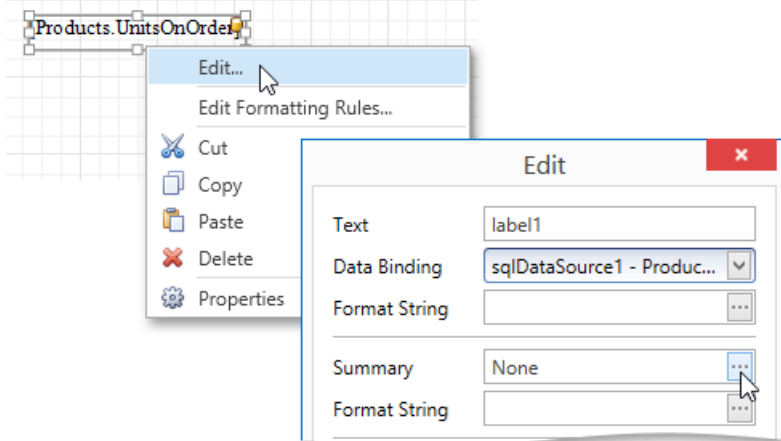 Products.UnitsOnOrder
Edit...
Edit Formatting Rules...
Cut
Copy
Paste
Delete
Properties
Edit
Text label1
Data Binding sqlDataSource1 - Produc...
Format String ...
Summary None ...
Format String ...